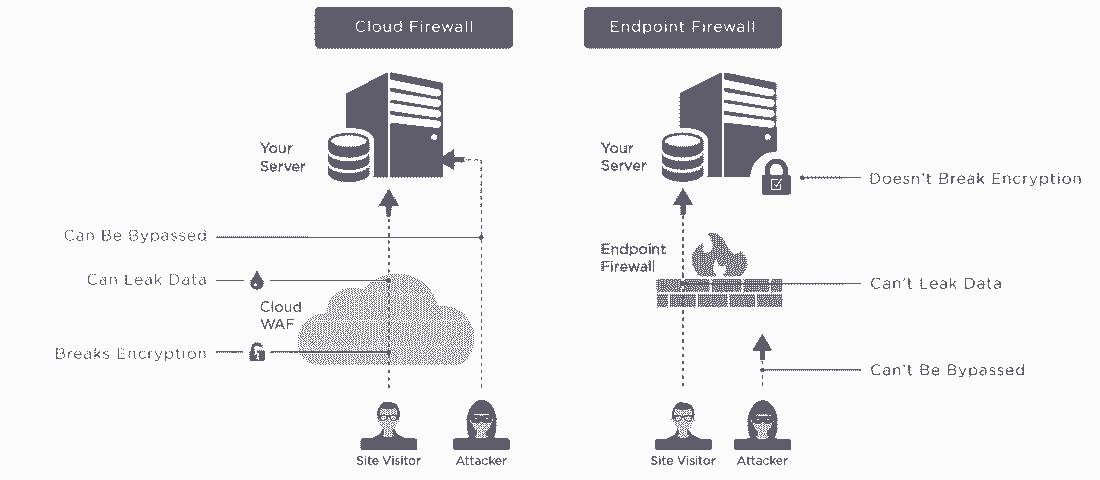 Cloud Firewall
Your
Server
Can Be Bypassed
Can Leak Data
Cloud
WAF
Breaks Encryption
Site Visitor
Attacker
Endpoint Firewall
Your
Server
Doesn't Break Encryption
Endpoint
Firewall
Can't Leak Data
Can't Be Bypassed
Site Visitor
Attacker